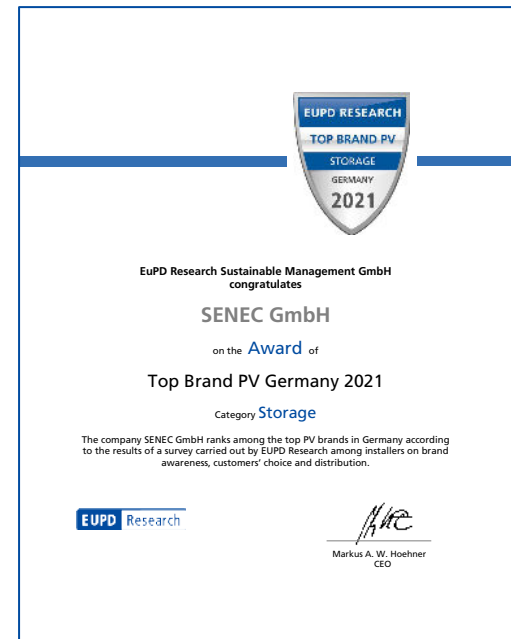 EUPD RESEARCH
TOP BRAND PV
STORAGE
GERMANY
2021
EuPD Research Sustainable Management GmbH
congratulates
SENEC GmbH
on the Award of
Top Brand PV Germany 2021
Category Storage
The company SENEC GmbH ranks among the top PV brands in Germany according
to the results of a survey carried out by EUPD Research among installers on brand
awareness, customers' choice and distribution.
EUPD Research
Markus A. W. Hoehner
CEO